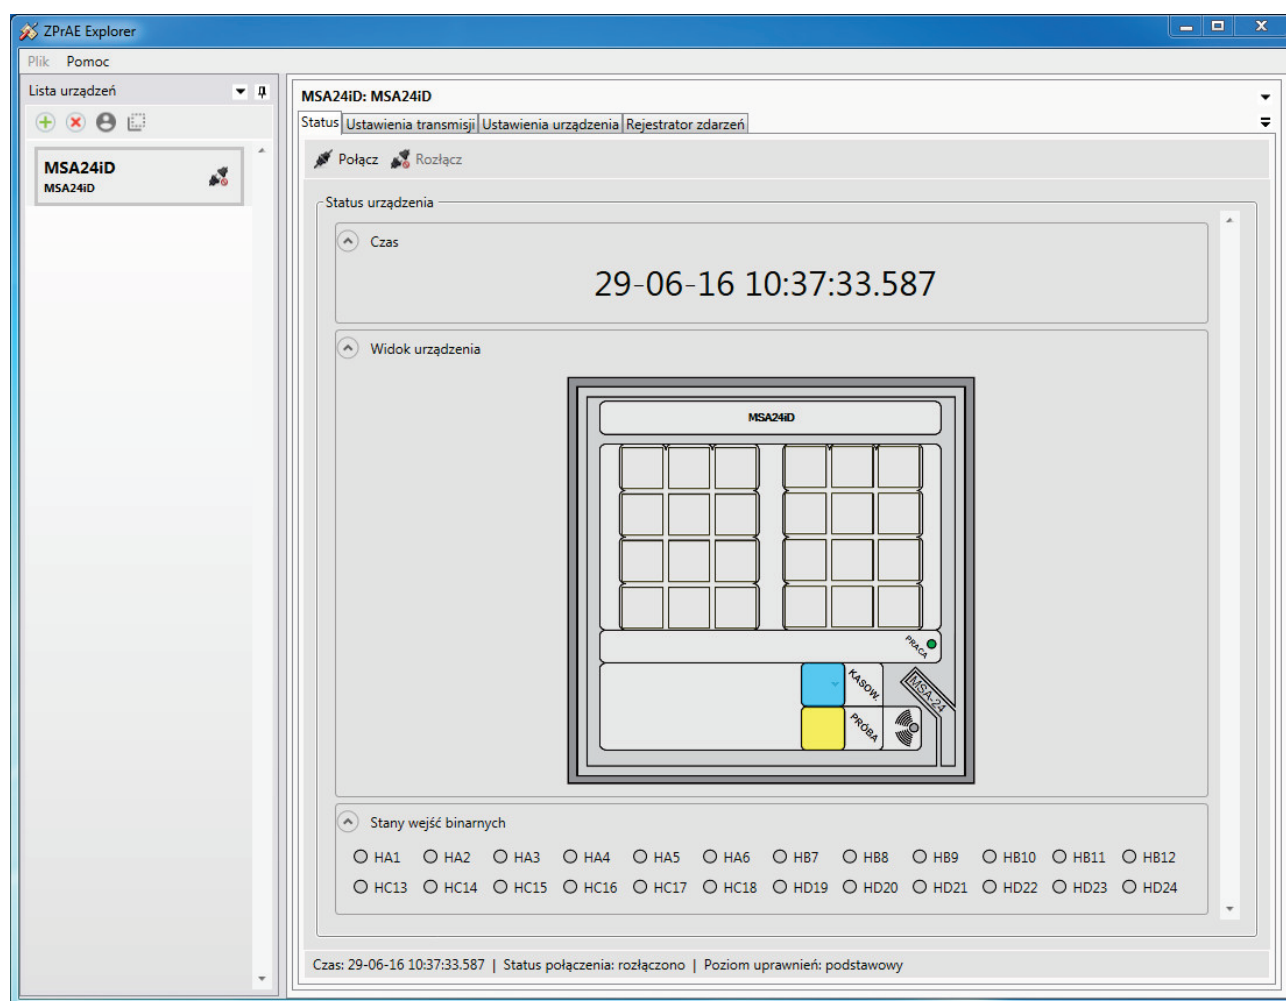 ZPrAE Explorer
Plik Pomoc
Lista urządzeń
MSA24iD
MSA24iD
MSA24iD: MSA24iD
Status Ustawienia transmisji Ustawienia urządzenia Rejestrator zdarzeń
Połącz Rozłącz
Status urządzenia
Czas
29-06-16 10:37:33.587
Widok urządzenia
MSA24iD
PRACA
KASOW.
MSA-24
PRÓBA
Stany wejść binarnych
HA1 HA2 HA3 HA4 HA5 HA6 HB7 HB8 HB9 HB10 HB11 HB12
HC13 HC14 HC15 HC16 HC17 HC18 HD19 HD20 HD21 HD22 HD23 HD24
Czas: 29-06-16 10:37:33.587 | Status połączenia: rozłączono | Poziom uprawnień: podstawowy